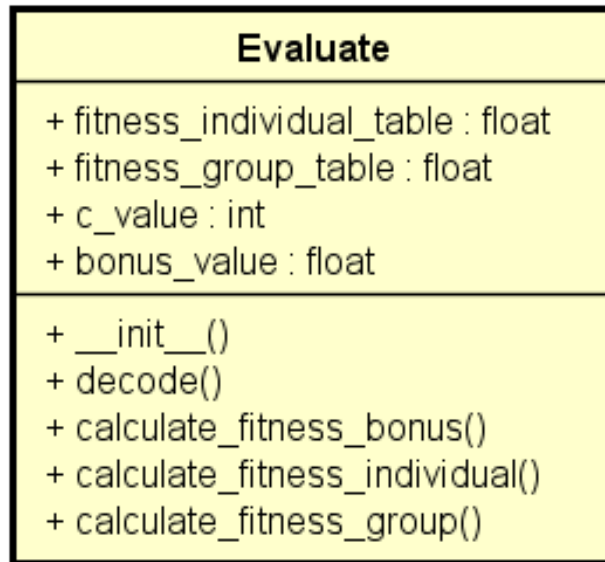 Evaluate
+ fitness_individual_table : float
+ fitness_group_table : float
+ c_value : int
+ bonus_value : float
+ __init__()
+ decode()
+ calculate_fitness_bonus()
+ calculate_fitness_individual()
+ calculate_fitness_group()